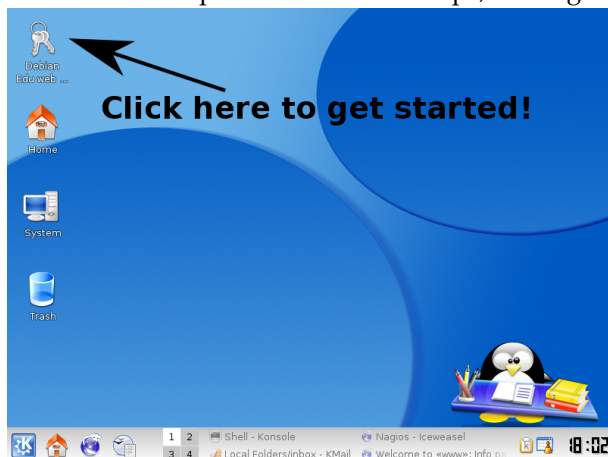 Debian
Edu web ...
Click here to get started!
Home
System
Trash
1 2 Shell - Konsole Nagios - Iceweasel
3 4 Local Folders/inbox - KMail Welcome to «www»: Info pa
18:02